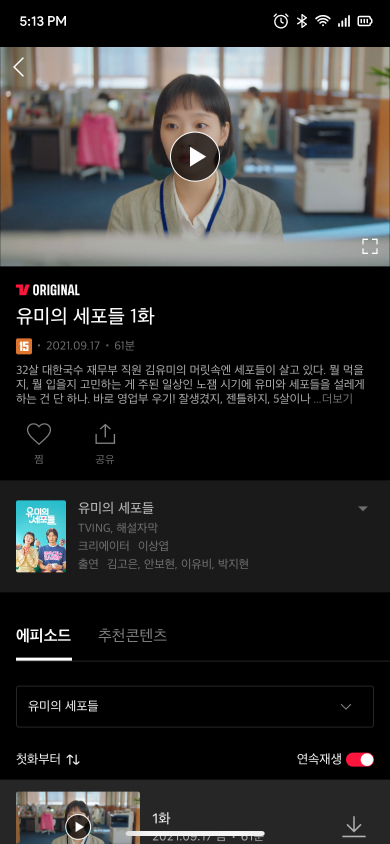 5:13 PM
ORIGINAL
유미의 세포들 1화
15 • 2021.09.17 • 61분
32살 대한국수 재무부 직원 김유미의 머릿속엔 세포들이 살고 있다. 뭘 먹을
지, 뭘 입을지 고민하는 게 주된 일상인 노잼 시기에 유미와 세포들을 설레게
하는 건 단 하나. 바로 영업부 우기! 잘생겼지, 젠틀하지, 5살이나 ...더보기
찜 공유
유미의 세포들
유미의 세포들
TVING, 해설자막
크리에이터 이상엽
출연 김고은, 안보현, 이유비, 박지현
에피소드 추천콘텐츠
유미의 세포들
첫화부터 연속재생
1화
2021.09.17 금 • 61분